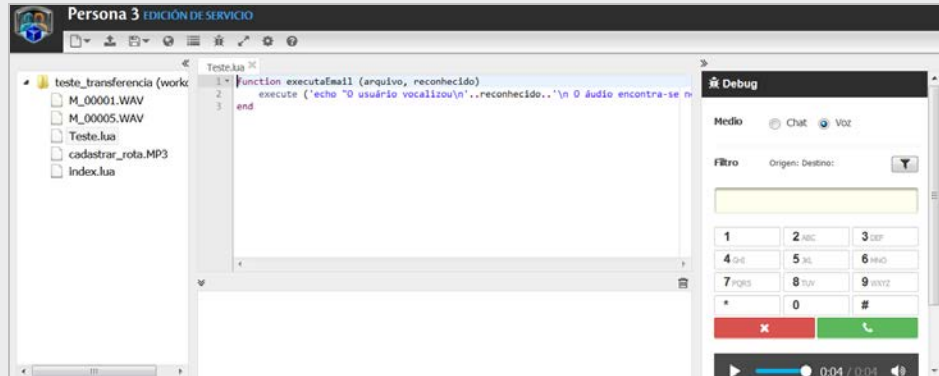 Persona 3 EDICIÓN DE SERVICIO
teste_transferencia (workc
M_00001.WAV
M_00005.WAV
Teste.lua
cadastrar_rota.MP3
index.lua
Teste.lua
1 function executaEmail (arquivo, reconhecido)
2 execute ('echo "O usuário vocalizou\n'..reconhecido..'\n O áudio encontra-se n
3 end
Debug
Medio Chat Voz
Filtro Origen: Destino:
1 2 ABC 3 DEF
4 GHI 5 JKL 6 MNO
7 PQRS 8 TUV 9 WXYZ
* 0 #
0:04 / 0:04